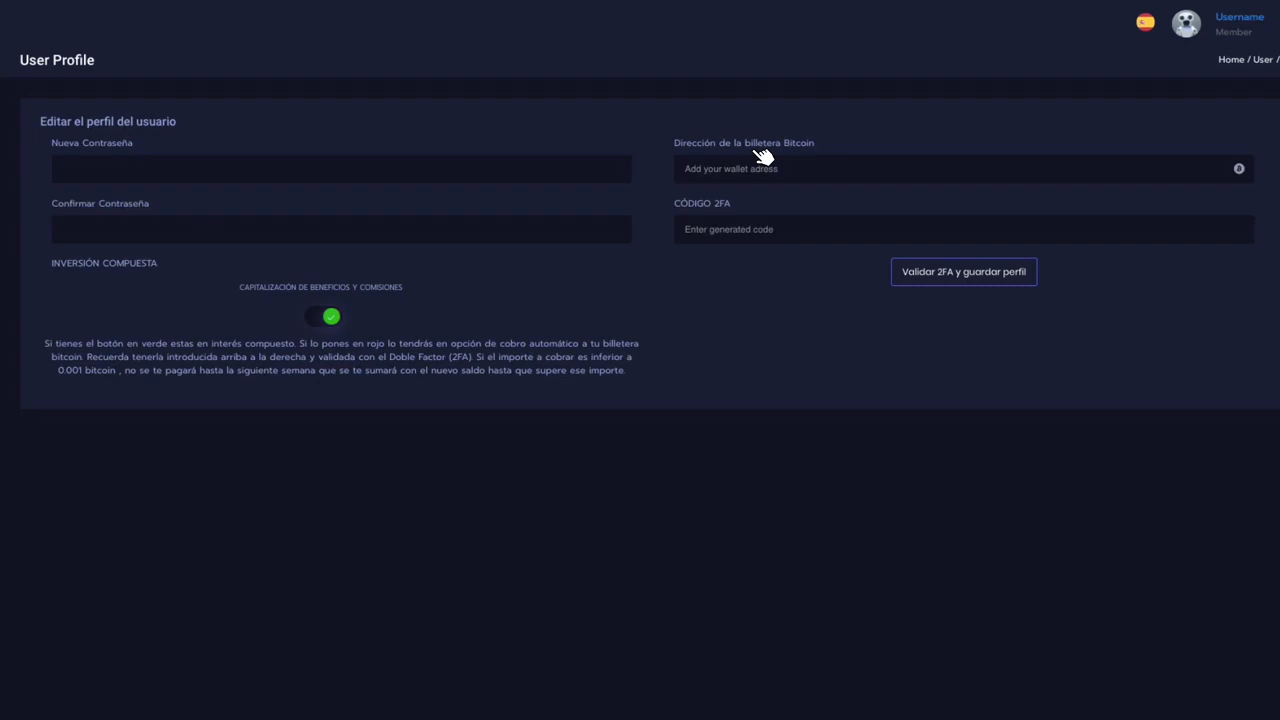 Username
Member
User Profile
Home / User /
Editar el perfil del usuario
Nueva Contraseña
Confirmar Contraseña
INVERSIÓN COMPUESTA
CAPITALIZACIÓN DE BENEFICIOS Y COMISIONES
Si tienes el botón en verde estas en interés compuesto. Si lo pones en rojo lo tendrás en opción de cobro automático a tu billetera
bitcoin. Recuerda tenerla introducida arriba a la derecha y validada con el Doble Factor (2FA). Si el importe a cobrar es inferior a
0.001 bitcoin , no se te pagará hasta la siguiente semana que se te sumará con el nuevo saldo hasta que supere ese importe.
Dirección de la billetera Bitcoin
Add your wallet adress
CÓDIGO 2FA
Enter generated code
Validar 2FA y guardar perfil